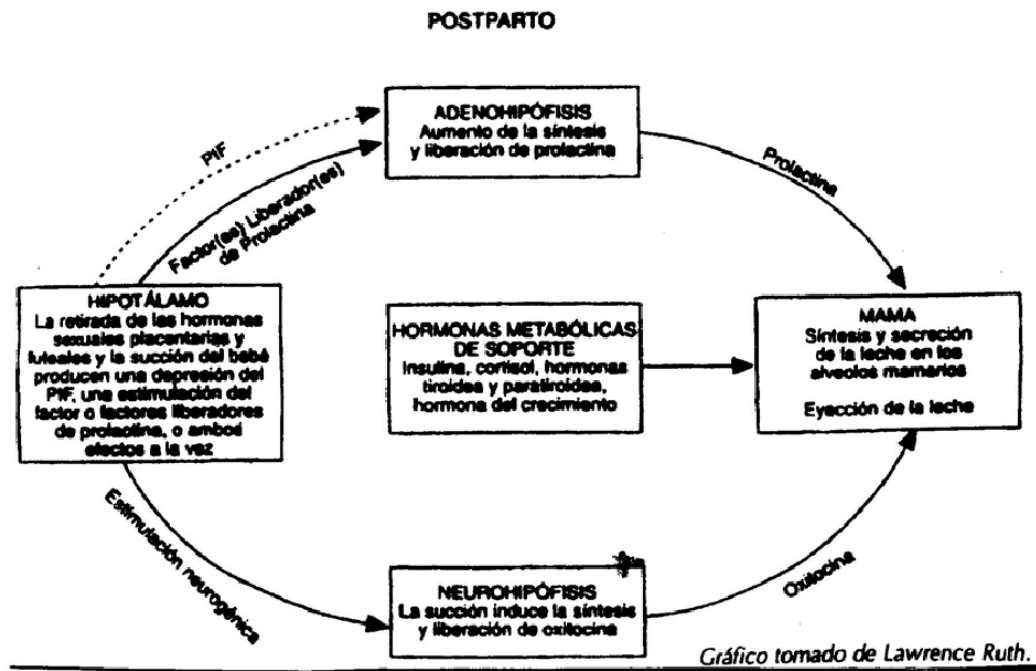 POSTPARTO
ADENOHIPÓFISIS
Aumento de la síntesis
y liberación de prolactina
PIF
Factor(es) Liberador(es)
de Prolactina
Prolactina
HIPOTÁLAMO
La retirada de las hormonas
sexuales placentarias y
luteales y la succión del bebé
producen una depresión del
PIF, una estimulación del
factor o factores liberadores
de prolactina, o ambos
efectos a la vez
HORMONAS METABÓLICAS
DE SOPORTE
Insulina, cortisol, hormonas
tiroidea y paratiroidea,
hormona del crecimiento
MAMA
Síntesis y secreción
de la leche en los
alveolos mamarios
Eyección de la leche
Estimulación neurogénica
NEUROHIPÓFISIS
La succión induce la síntesis
y liberación de oxitocina
Oxitocina
Gráfico tomado de Lawrence Ruth.